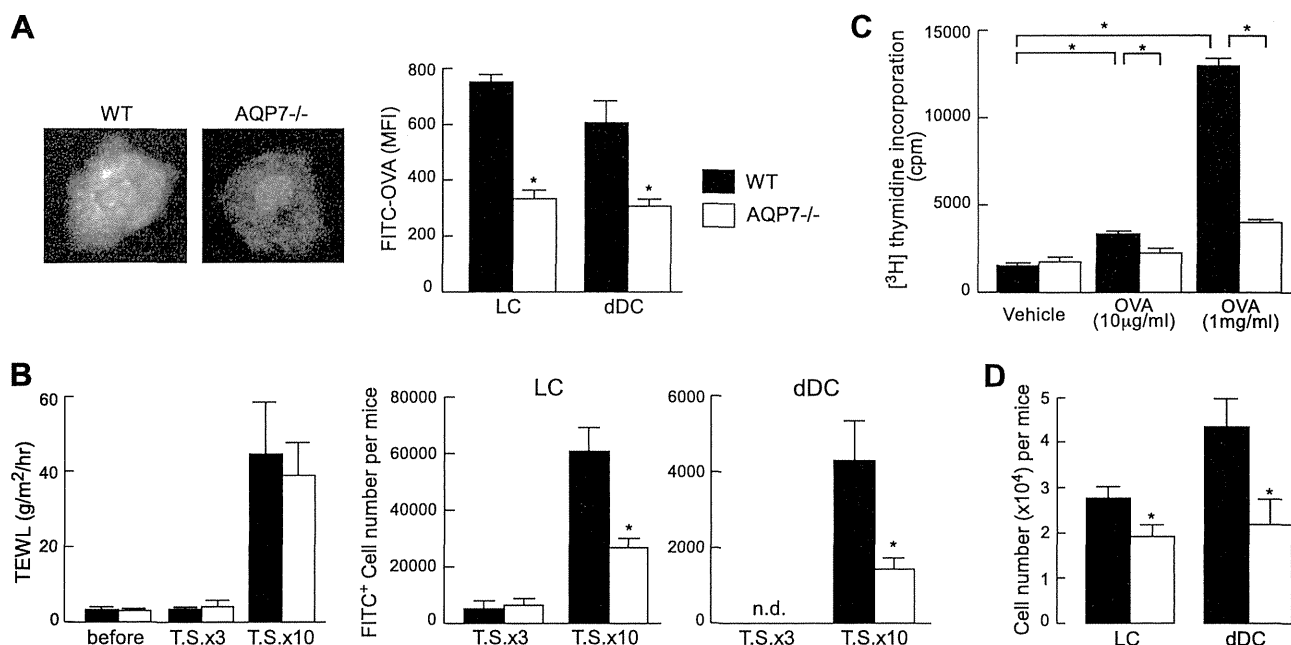 A
WT
AQP7-/-
FITC-OVA (MFI)
800
600
400
200
0
*
*
LC
dDC
WT
AQP7-/-
C
[³H] thymidine incorporation
(cpm)
15000
10000
5000
0
*
*
*
*
Vehicle
OVA
(10μg/ml)
OVA
(1mg/ml)
B
TEWL (g/m²/hr)
60
40
20
0
before
T.S.x3
T.S.x10
LC
FITC⁺ Cell number per mice
80000
60000
40000
20000
0
*
T.S.x3
T.S.x10
dDC
6000
4000
2000
0
n.d.
*
T.S.x3
T.S.x10
D
Cell number (x10⁴) per mice
5
4
3
2
1
0
*
*
LC
dDC